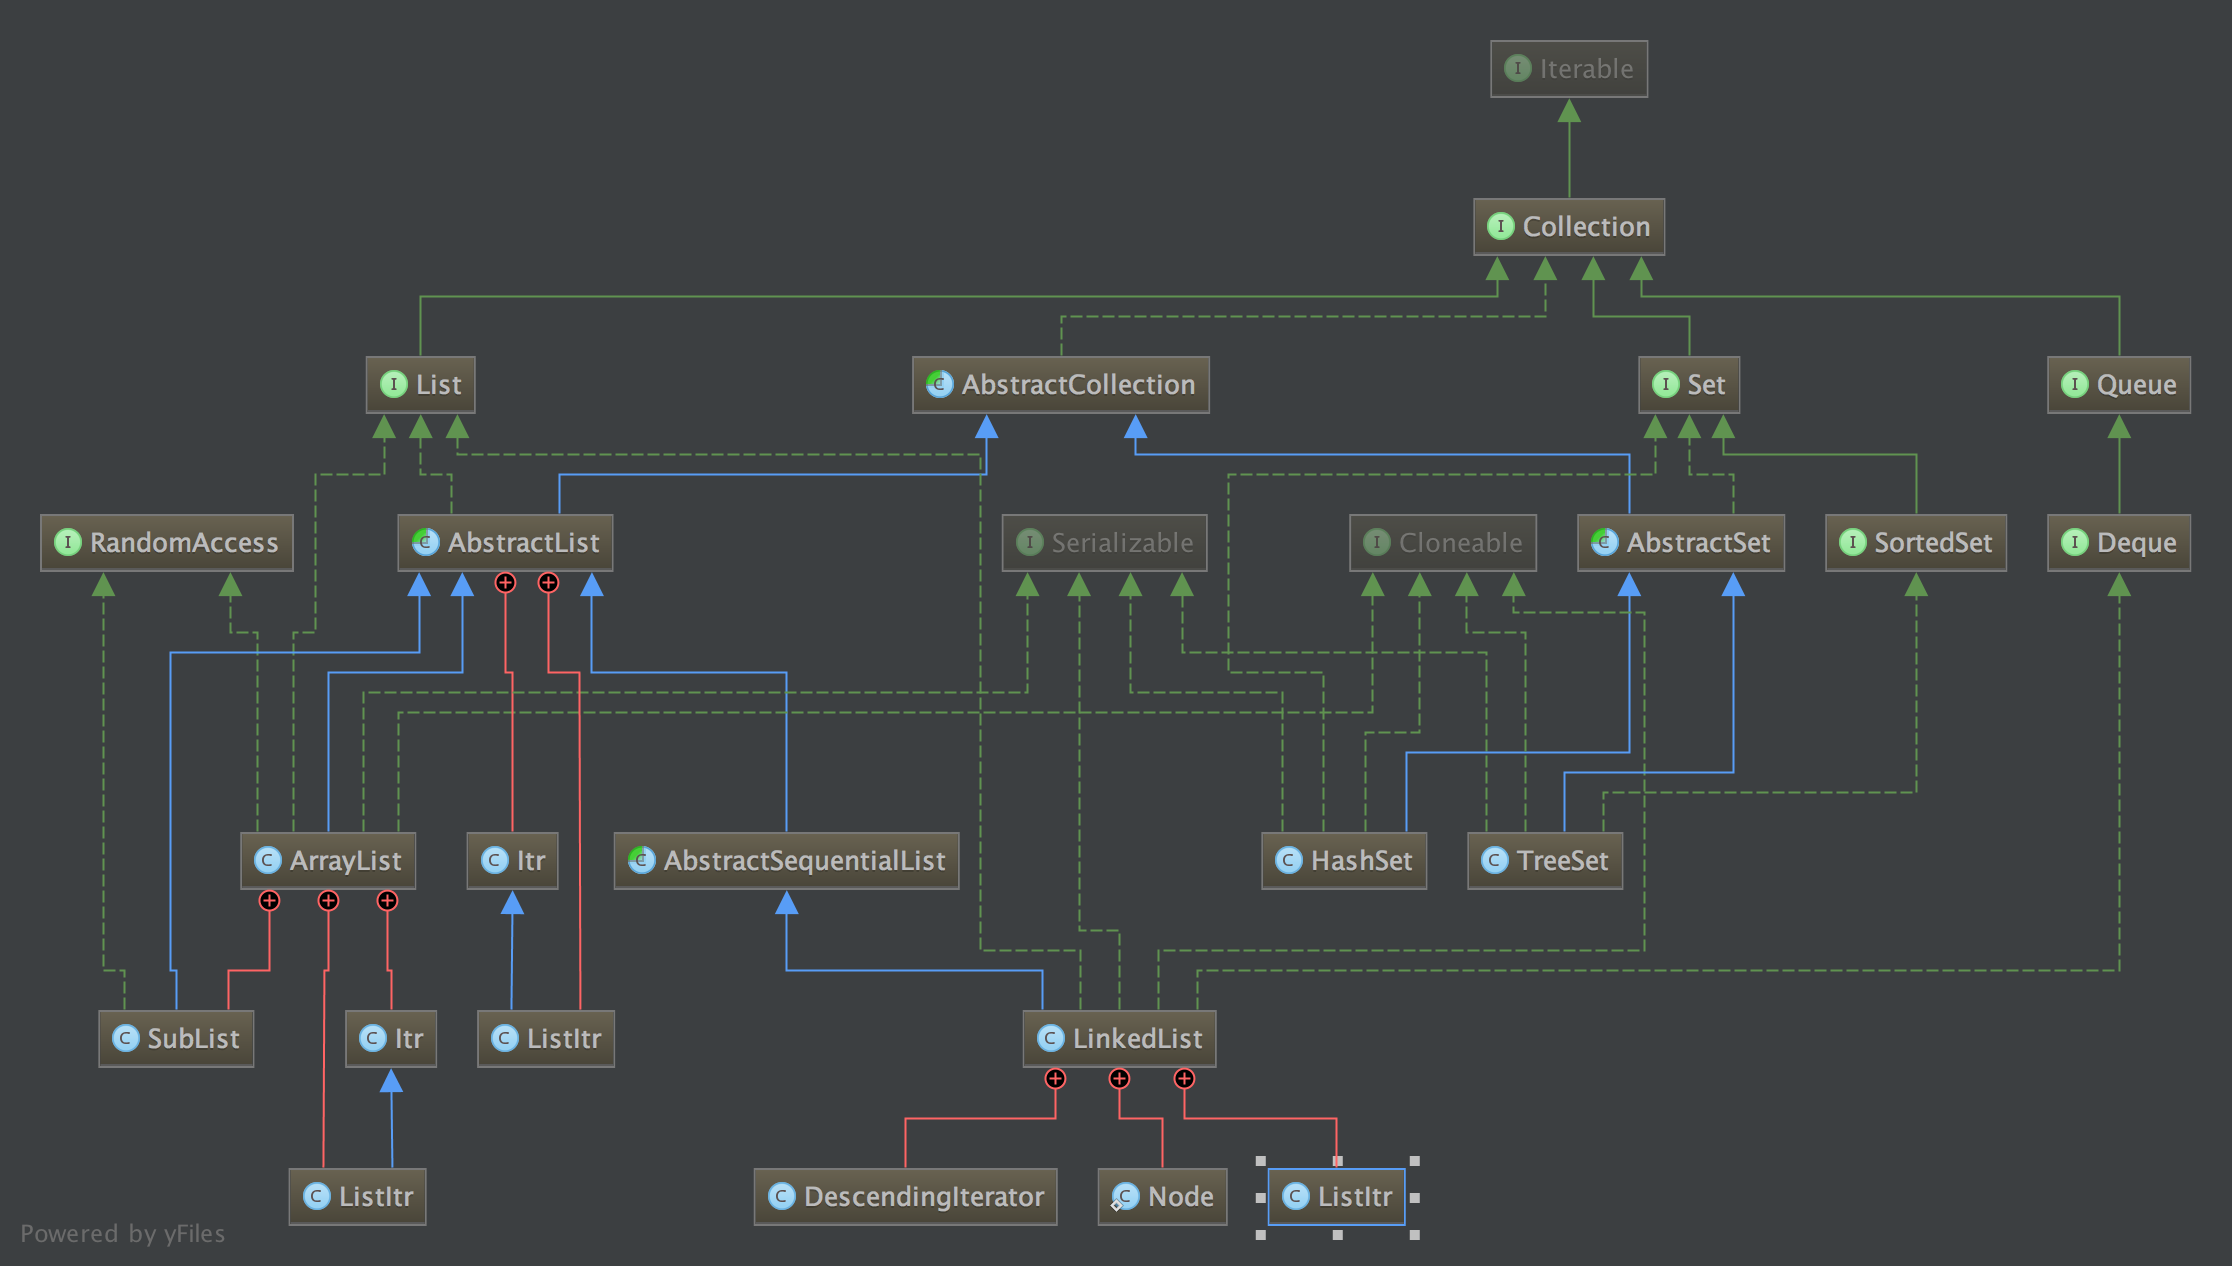 I Iterable
I Collection
I List
C AbstractCollection
I Set
I Queue
I RandomAccess
C AbstractList
I Serializable
I Cloneable
C AbstractSet
I SortedSet
I Deque
C ArrayList
C Itr
C AbstractSequentialList
C HashSet
C TreeSet
C SubList
C Itr
C ListItr
C LinkedList
C ListItr
C DescendingIterator
C Node
C ListItr
Powered by yFiles